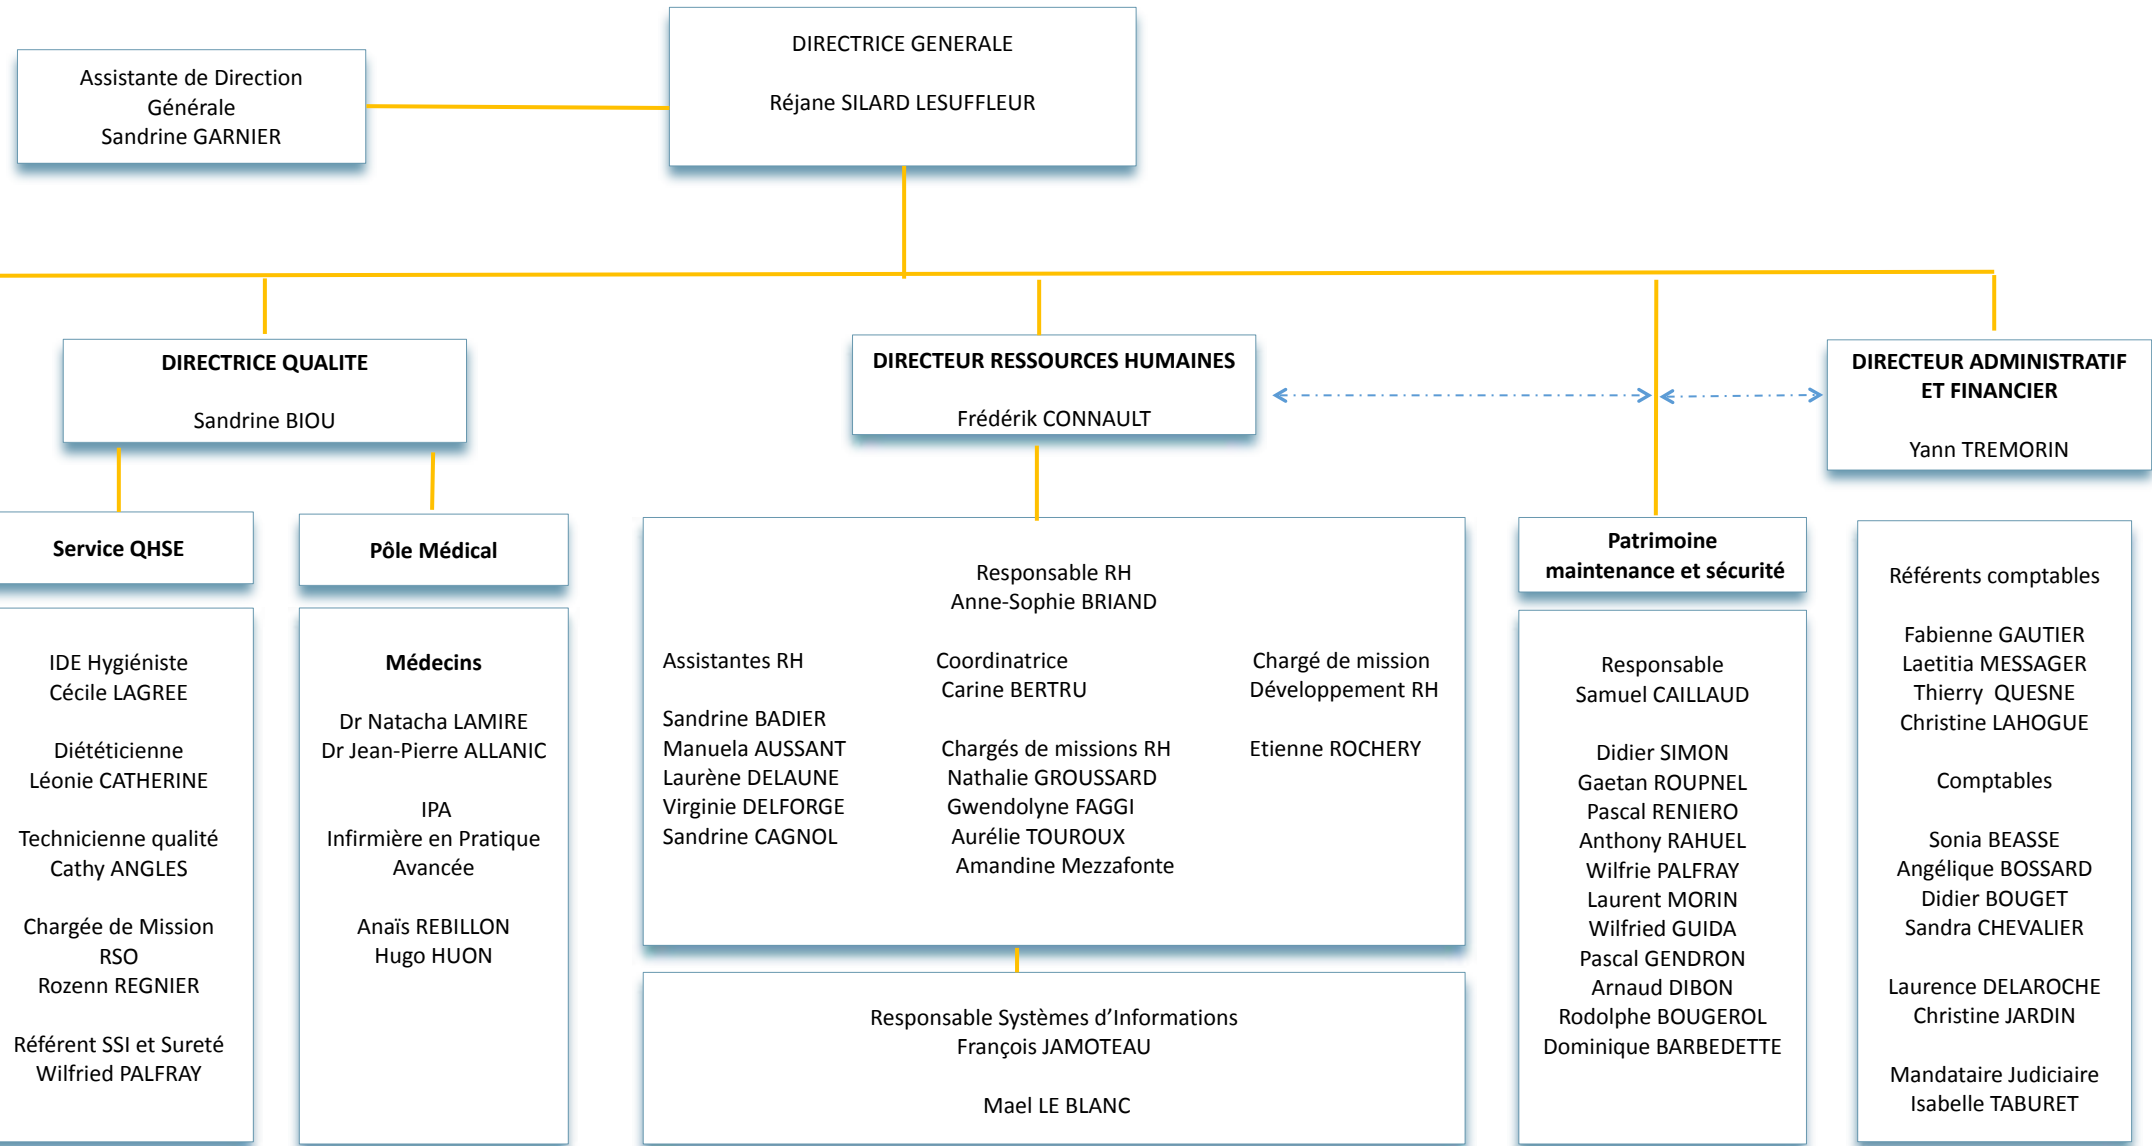 Assistante de Direction
Générale
Sandrine GARNIER
DIRECTRICE GENERALE
Réjane SILARD LESUFFLEUR
DIRECTRICE QUALITE
Sandrine BIOU
DIRECTEUR RESSOURCES HUMAINES
Frédérik CONNAULT
DIRECTEUR ADMINISTRATIF
ET FINANCIER
Yann TREMORIN
Service QHSE
IDE Hygiéniste
Cécile LAGREE
Diététicienne
Léonie CATHERINE
Technicienne qualité
Cathy ANGLES
Chargée de Mission
RSO
Rozenn REGNIER
Référent SSI et Sureté
Wilfried PALFRAY
Pôle Médical
Médecins
Dr Natacha LAMIRE
Dr Jean-Pierre ALLANIC
IPA
Infirmière en Pratique
Avancée
Anaïs REBILLON
Hugo HUON
Responsable RH
Anne-Sophie BRIAND
Assistantes RH
Sandrine BADIER
Manuela AUSSANT
Laurène DELAUNE
Virginie DELFORGE
Sandrine CAGNOL
Coordinatrice
Carine BERTRU
Chargés de missions RH
Nathalie GROUSSARD
Gwendolyne FAGGI
Aurélie TOUROUX
Amandine Mezzafonte
Chargé de mission
Développement RH
Etienne ROCHERY
Responsable Systèmes d’Informations
François JAMOTEAU
Mael LE BLANC
Patrimoine
maintenance et sécurité
Responsable
Samuel CAILLAUD
Didier SIMON
Gaetan ROUPNEL
Pascal RENIERO
Anthony RAHUEL
Wilfrie PALFRAY
Laurent MORIN
Wilfried GUIDA
Pascal GENDRON
Arnaud DIBON
Rodolphe BOUGEROL
Dominique BARBEDETTE
Référents comptables
Fabienne GAUTIER
Laetitia MESSAGER
Thierry QUESNE
Christine LAHOGUE
Comptables
Sonia BEASSE
Angélique BOSSARD
Didier BOUGET
Sandra CHEVALIER
Laurence DELAROCHE
Christine JARDIN
Mandataire Judiciaire
Isabelle TABURET